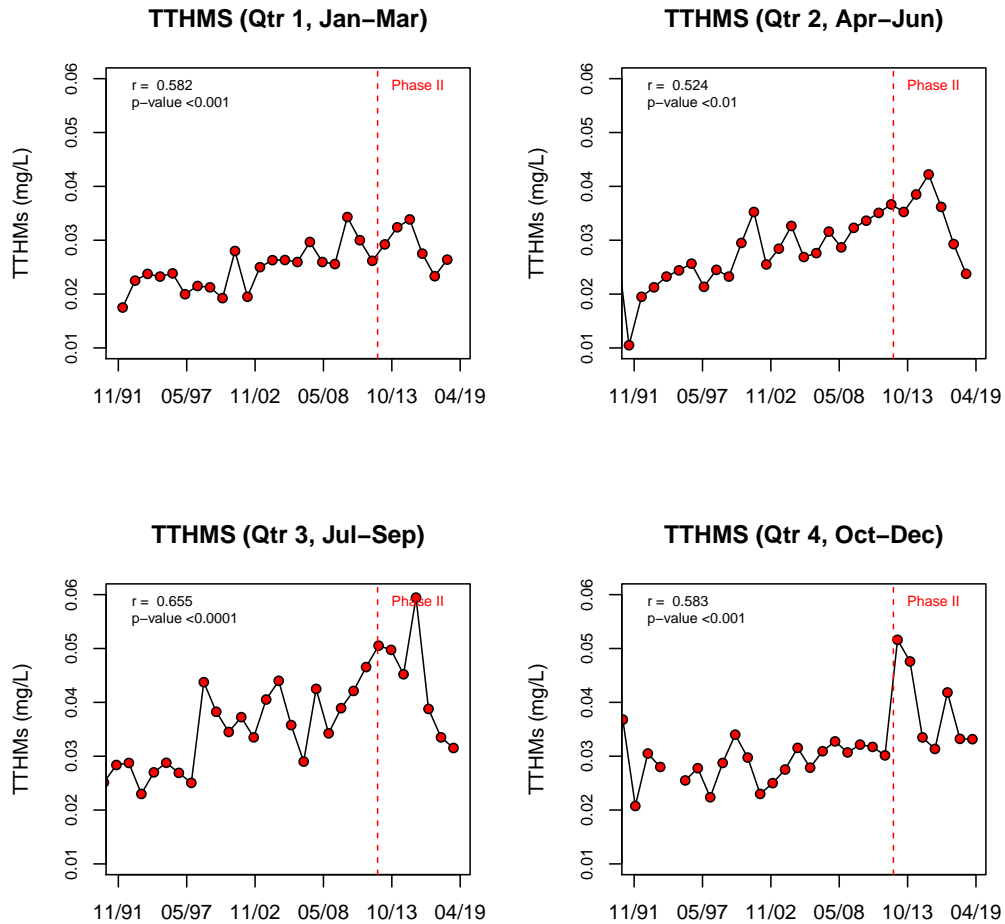 TTHMS (Qtr 1, Jan−Mar)
r = 0.582
p−value <0.001
Phase II
TTHMs (mg/L)
0.06
0.05
0.04
0.03
0.02
0.01
11/91 05/97 11/02 05/08 10/13 04/19
TTHMS (Qtr 2, Apr−Jun)
r = 0.524
p−value <0.01
Phase II
TTHMs (mg/L)
0.06
0.05
0.04
0.03
0.02
0.01
11/91 05/97 11/02 05/08 10/13 04/19
TTHMS (Qtr 3, Jul−Sep)
r = 0.655
p−value <0.0001
Phase II
TTHMs (mg/L)
0.06
0.05
0.04
0.03
0.02
0.01
11/91 05/97 11/02 05/08 10/13 04/19
TTHMS (Qtr 4, Oct−Dec)
r = 0.583
p−value <0.001
Phase II
TTHMs (mg/L)
0.06
0.05
0.04
0.03
0.02
0.01
11/91 05/97 11/02 05/08 10/13 04/19